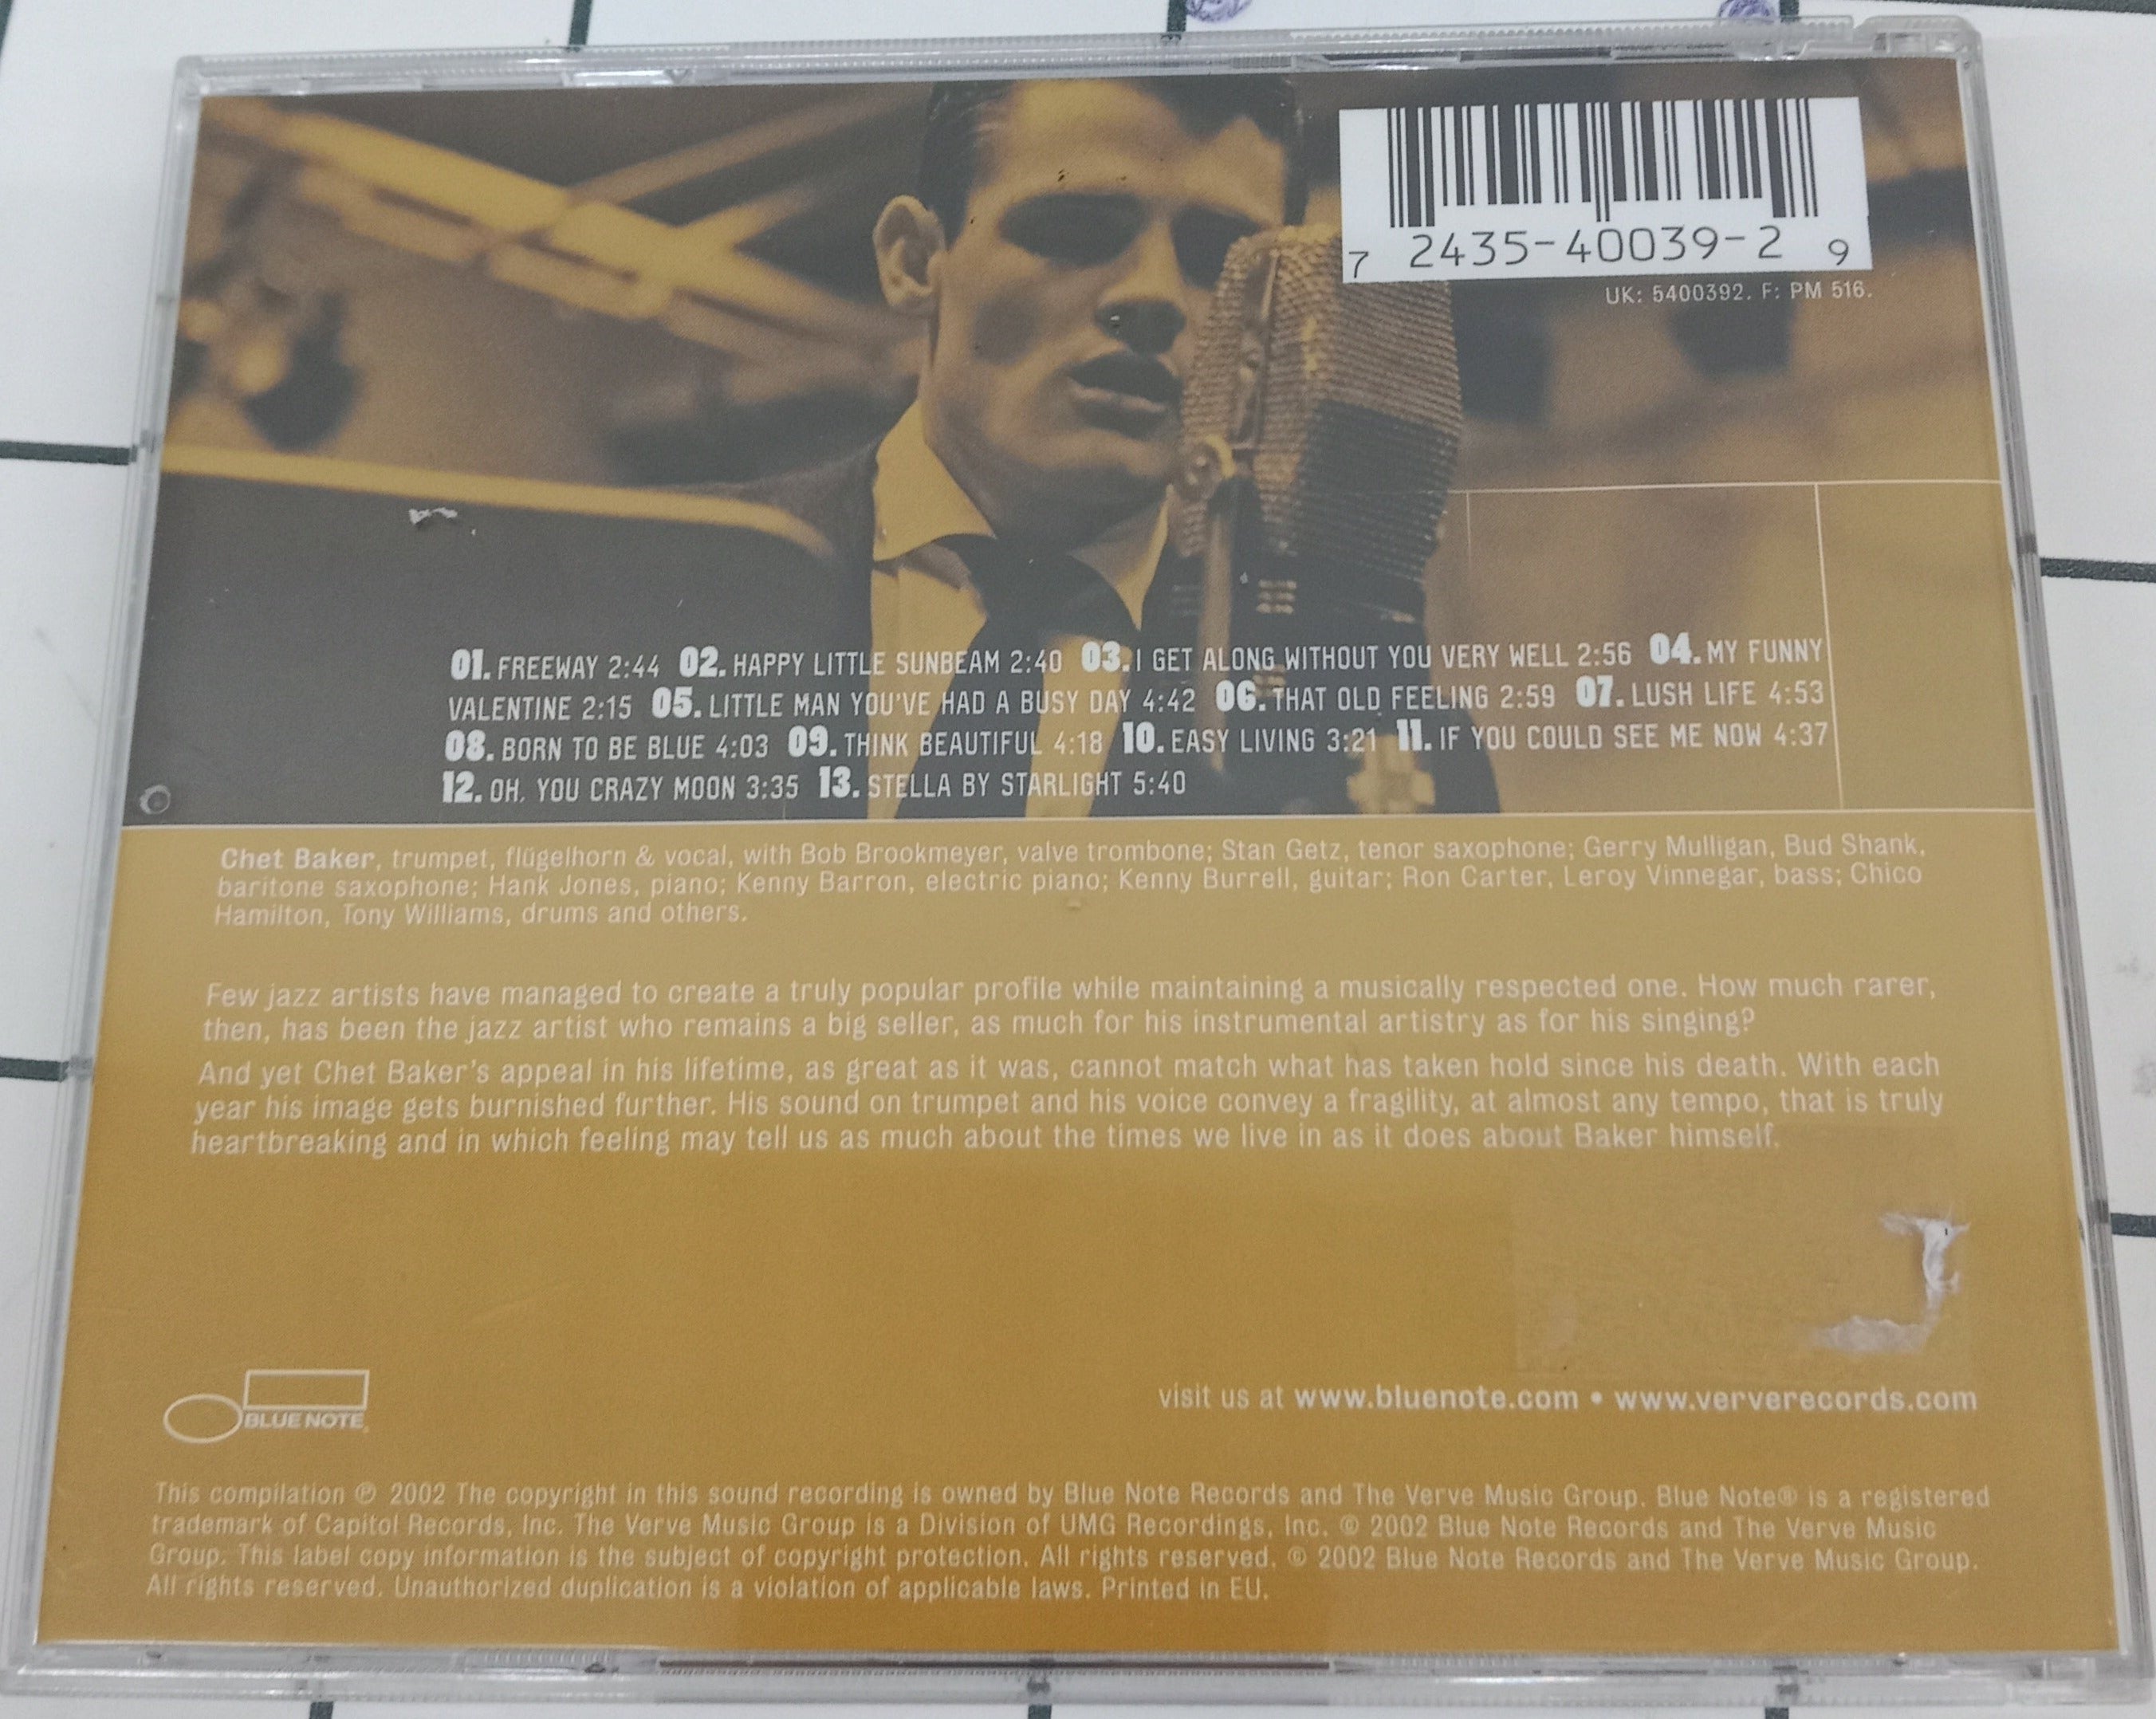 7 2435-40039-2 9
UK: 5400392. F: PM 516.
01. FREEWAY 2:44 02. HAPPY LITTLE SUNBEAM 2:40 03. I GET ALONG WITHOUT YOU VERY WELL 2:56 04. MY FUNNY
VALENTINE 2:15 05. LITTLE MAN YOU'VE HAD A BUSY DAY 4:42 06. THAT OLD FEELING 2:59 07. LUSH LIFE 4:53
08. BORN TO BE BLUE 4:03 09. THINK BEAUTIFUL 4:18 10. EASY LIVING 3:21 11. IF YOU COULD SEE ME NOW 4:37
12. OH, YOU CRAZY MOON 3:35 13. STELLA BY STARLIGHT 5:40
Chet Baker, trumpet, flügelhorn & vocal, with Bob Brookmeyer, valve trombone; Stan Getz, tenor saxophone; Gerry Mulligan, Bud Shank,
baritone saxophone; Hank Jones, piano; Kenny Barron, electric piano; Kenny Burrell, guitar; Ron Carter, Leroy Vinnegar, bass; Chico
Hamilton, Tony Williams, drums and others.
Few jazz artists have managed to create a truly popular profile while maintaining a musically respected one. How much rarer,
then, has been the jazz artist who remains a big seller, as much for his instrumental artistry as for his singing?
And yet Chet Baker's appeal in his lifetime, as great as it was, cannot match what has taken hold since his death. With each
year his image gets burnished further. His sound on trumpet and his voice convey a fragility, at almost any tempo, that is truly
heartbreaking and in which feeling may tell us as much about the times we live in as it does about Baker himself.
BLUE NOTE
visit us at www.bluenote.com • www.ververecords.com
This compilation ℗ 2002 The copyright in this sound recording is owned by Blue Note Records and The Verve Music Group. Blue Note® is a registered
trademark of Capitol Records, Inc. The Verve Music Group is a Division of UMG Recordings, Inc. © 2002 Blue Note Records and The Verve Music
Group. This label copy information is the subject of copyright protection. All rights reserved. © 2002 Blue Note Records and The Verve Music Group.
All rights reserved. Unauthorized duplication is a violation of applicable laws. Printed in EU.